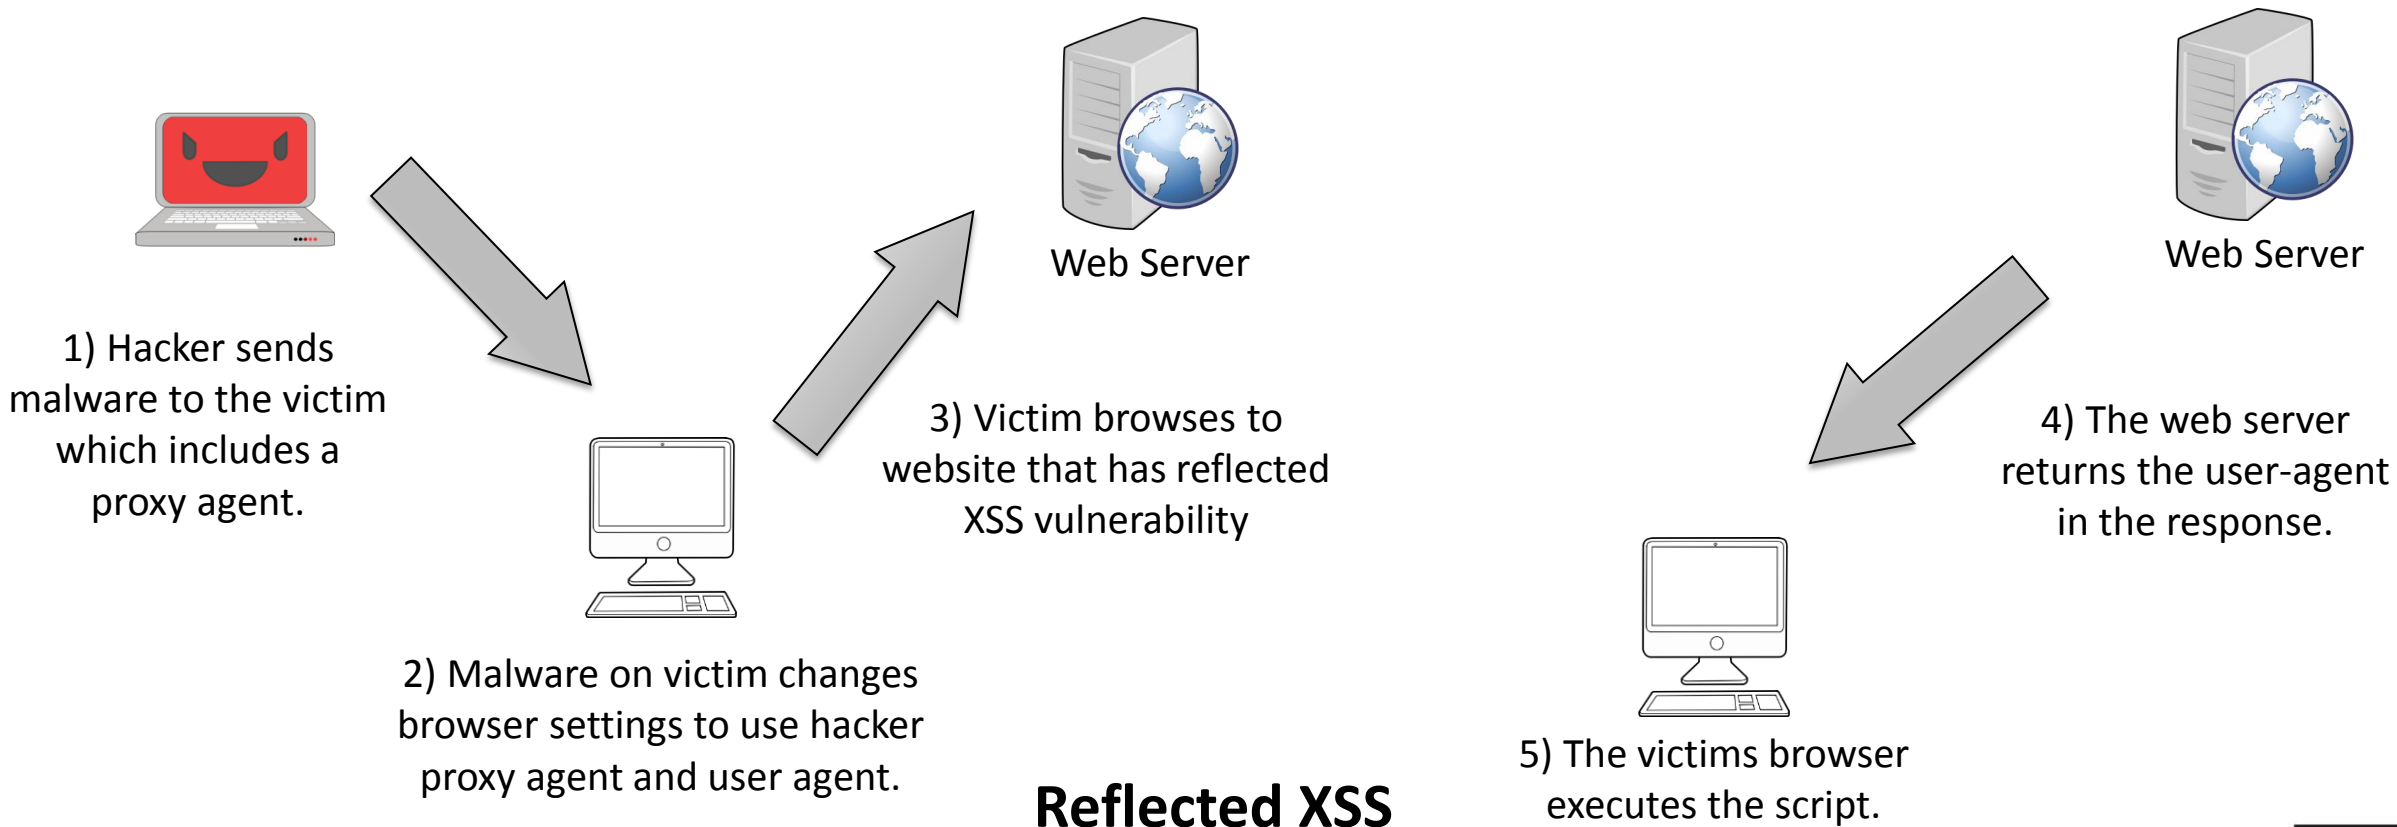 1) Hacker sends
malware to the victim
which includes a
proxy agent.
2) Malware on victim changes
browser settings to use hacker
proxy agent and user agent.
Web Server
3) Victim browses to
website that has reflected
XSS vulnerability
Web Server
4) The web server
returns the user-agent
in the response.
5) The victims browser
executes the script.
Reflected XSS